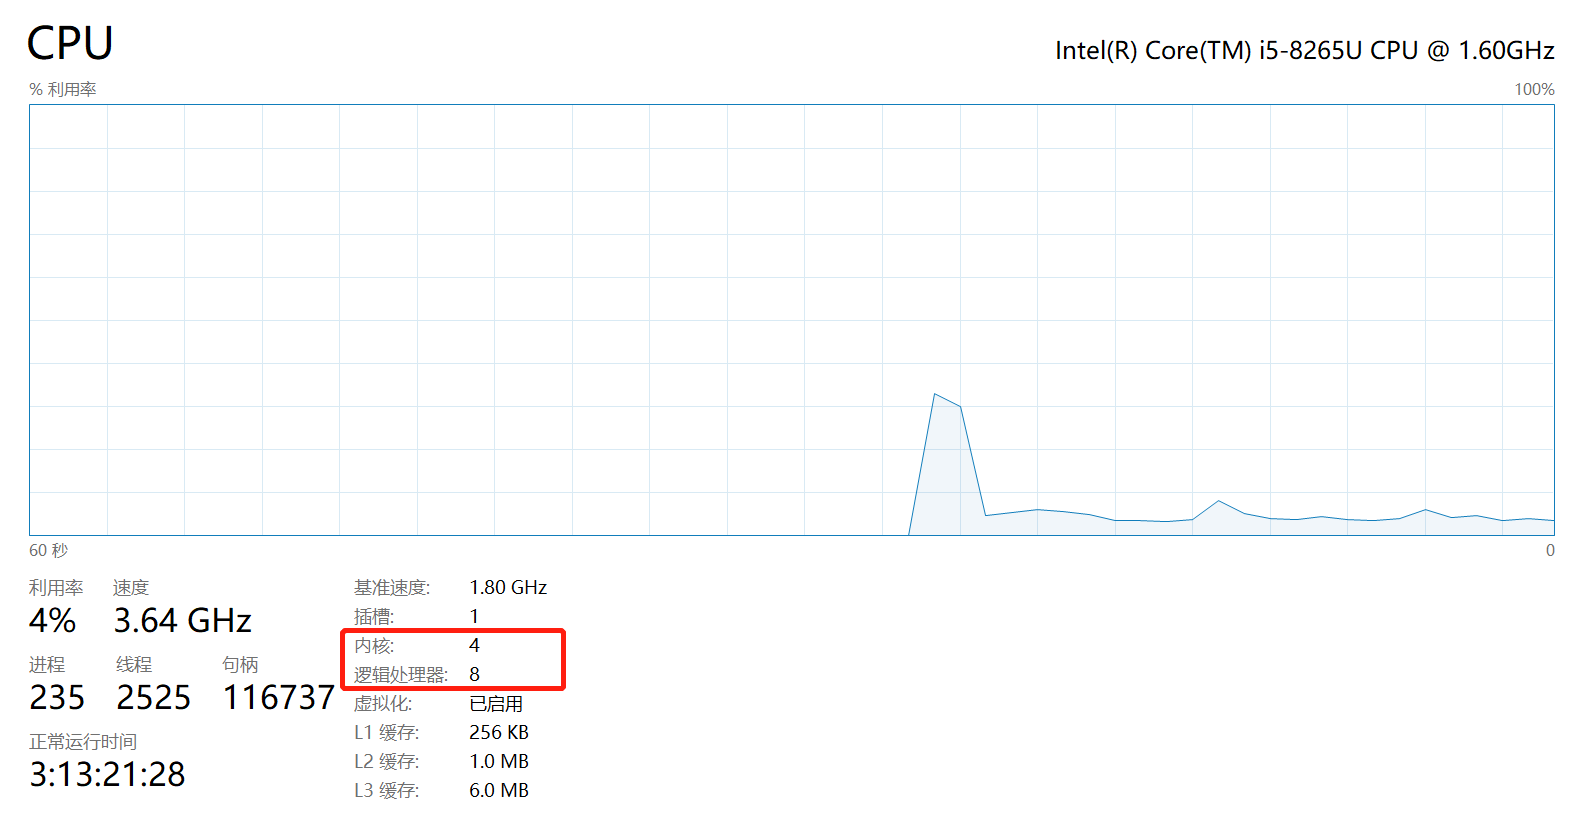 CPU
Intel(R) Core(TM) i5-8265U CPU @ 1.60GHz
% 利用率
100%
60 秒
0
利用率
速度
4%
3.64 GHz
进程
线程
句柄
235
2525
116737
正常运行时间
3:13:21:28
基准速度: 1.80 GHz
插槽: 1
内核: 4
逻辑处理器: 8
虚拟化: 已启用
L1 缓存: 256 KB
L2 缓存: 1.0 MB
L3 缓存: 6.0 MB